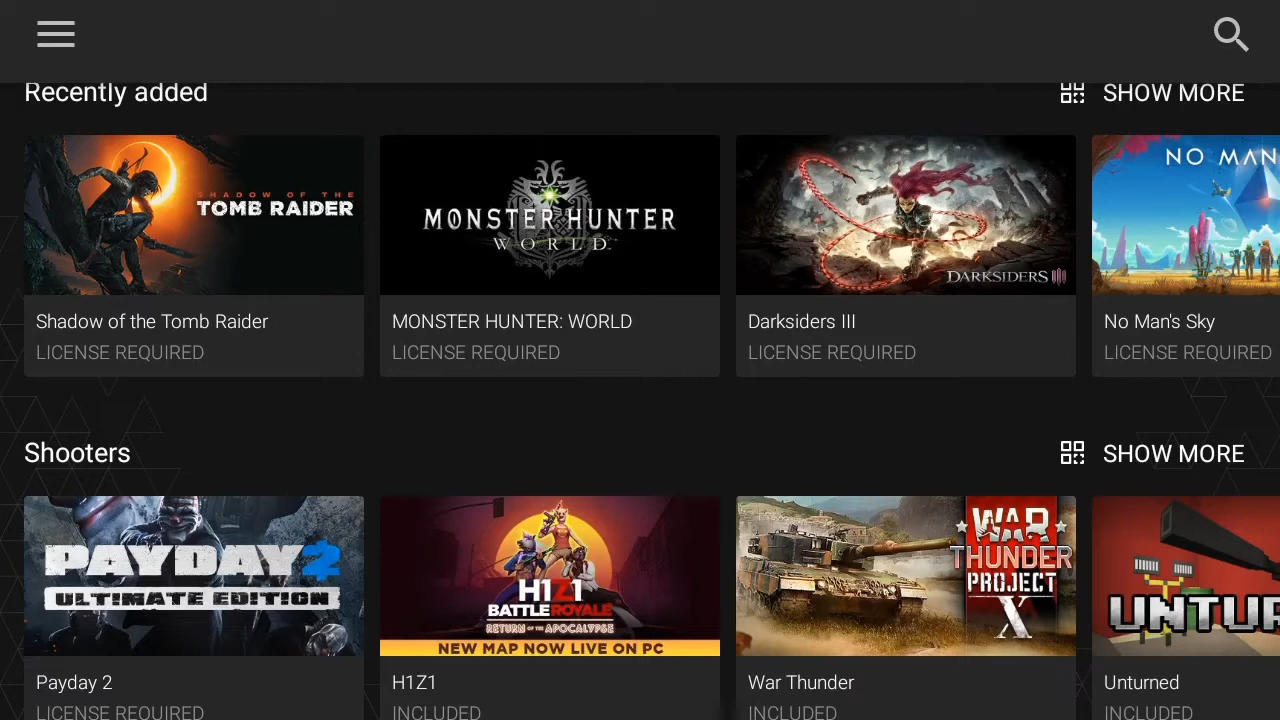 Recently added
SHOW MORE
SHADOW OF THE
TOMB RAIDER
MONSTER HUNTER
WORLD
DARKSIDERS III
NO MAN
Shadow of the Tomb Raider
LICENSE REQUIRED
MONSTER HUNTER: WORLD
LICENSE REQUIRED
Darksiders III
LICENSE REQUIRED
No Man's Sky
LICENSE REQUIRED
Shooters
SHOW MORE
PAYDAY 2
ULTIMATE EDITION
H1Z1
BATTLE ROYALE
RETURN OF THE APOCALYPSE
NEW MAP NOW LIVE ON PC
WAR
THUNDER
PROJECT
X
UNTUR
Payday 2
LICENSE REQUIRED
H1Z1
INCLUDED
War Thunder
INCLUDED
Unturned
INCLUDED